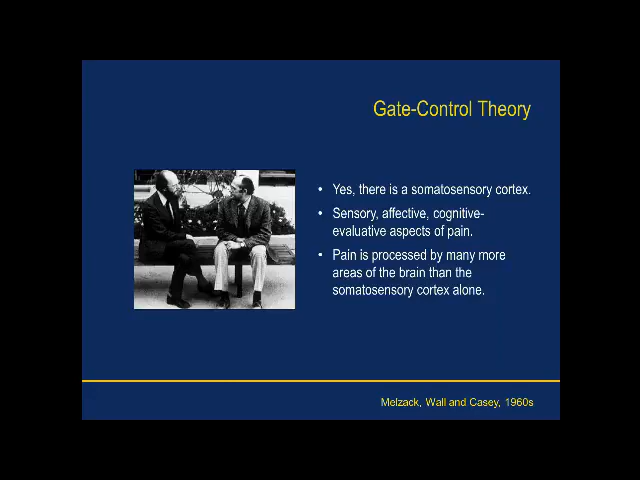 Gate-Control Theory
• Yes, there is a somatosensory cortex.
• Sensory, affective, cognitive-
evaluative aspects of pain.
• Pain is processed by many more
areas of the brain than the
somatosensory cortex alone.
Melzack, Wall and Casey, 1960s